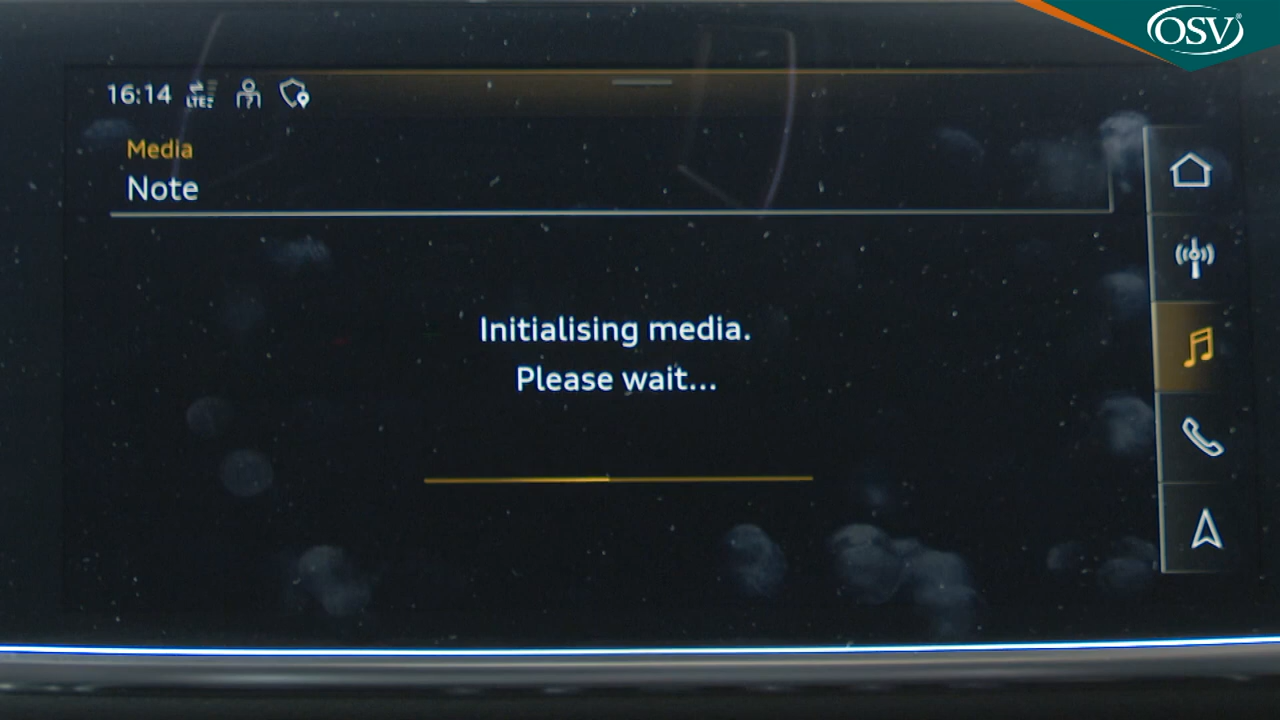 OSV
16:14 LTE
Media
Note
Initialising media.
Please wait...